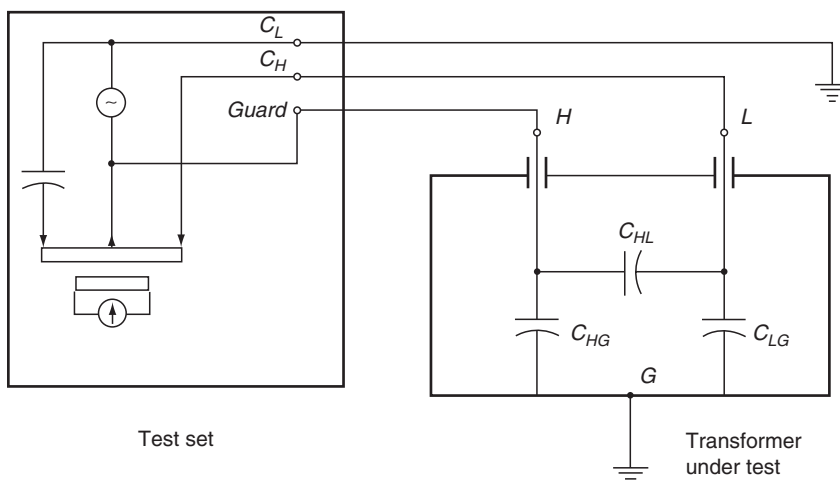 C_L
C_H
Guard
H
L
~
C_HL
C_HG
C_LG
G
Test set
Transformer
under test